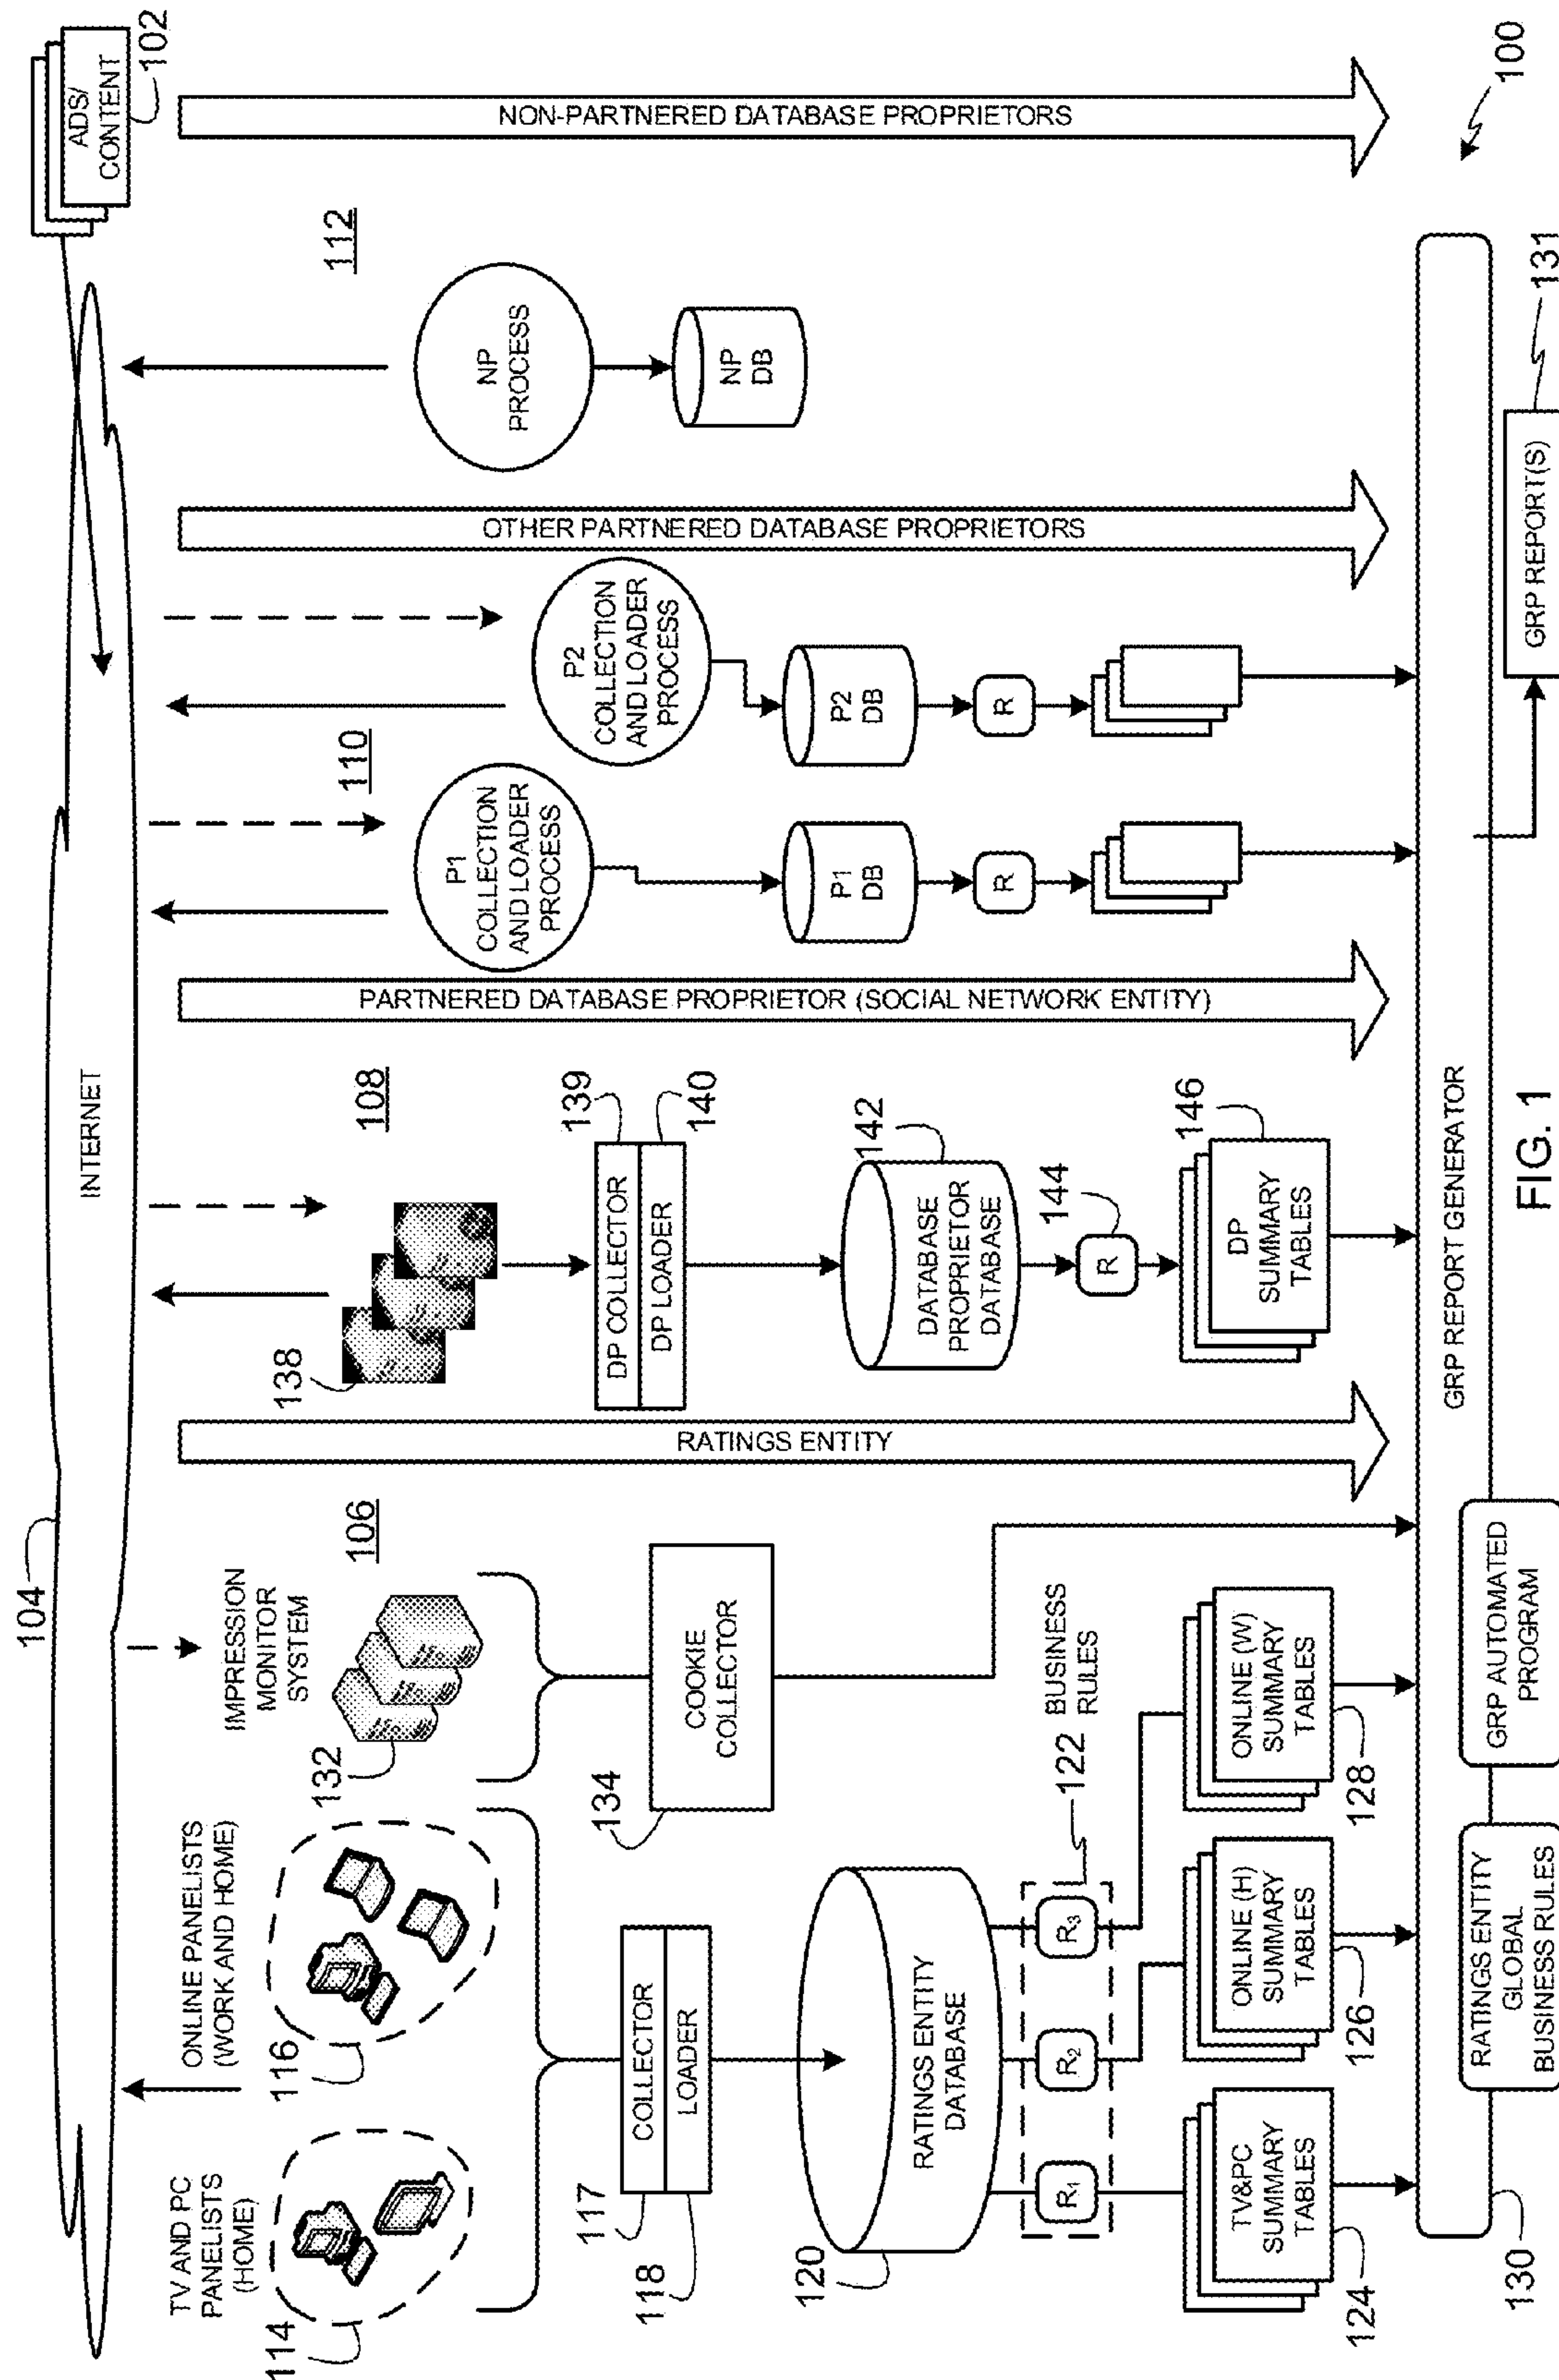 104
INTERNET
ADS/
CONTENT
102
TV AND PC
PANELISTS
(HOME)
114
ONLINE PANELISTS
(WORK AND HOME)
116
IMPRESSION
MONITOR
SYSTEM
132
106
117
COLLECTOR
118
LOADER
134
COOKIE
COLLECTOR
120
RATINGS ENTITY
DATABASE
122
BUSINESS
RULES
R1
R2
R3
TV&PC
SUMMARY
TABLES
124
ONLINE (H)
SUMMARY
TABLES
126
ONLINE (W)
SUMMARY
TABLES
128
RATINGS ENTITY
138
108
DP COLLECTOR
139
DP LOADER
140
DATABASE
PROPRIETOR
DATABASE
142
R
144
DP
SUMMARY
TABLES
146
PARTNERED DATABASE PROPRIETOR (SOCIAL NETWORK ENTITY)
110
P1
COLLECTION
AND LOADER
PROCESS
P1
DB
R
P2
COLLECTION
AND LOADER
PROCESS
P2
DB
R
OTHER PARTNERED DATABASE PROPRIETORS
112
NP
PROCESS
NP
DB
NON-PARTNERED DATABASE PROPRIETORS
100
GRP REPORT GENERATOR
130
RATINGS ENTITY
GLOBAL
BUSINESS RULES
GRP AUTOMATED
PROGRAM
GRP REPORT(S)
131
FIG. 1